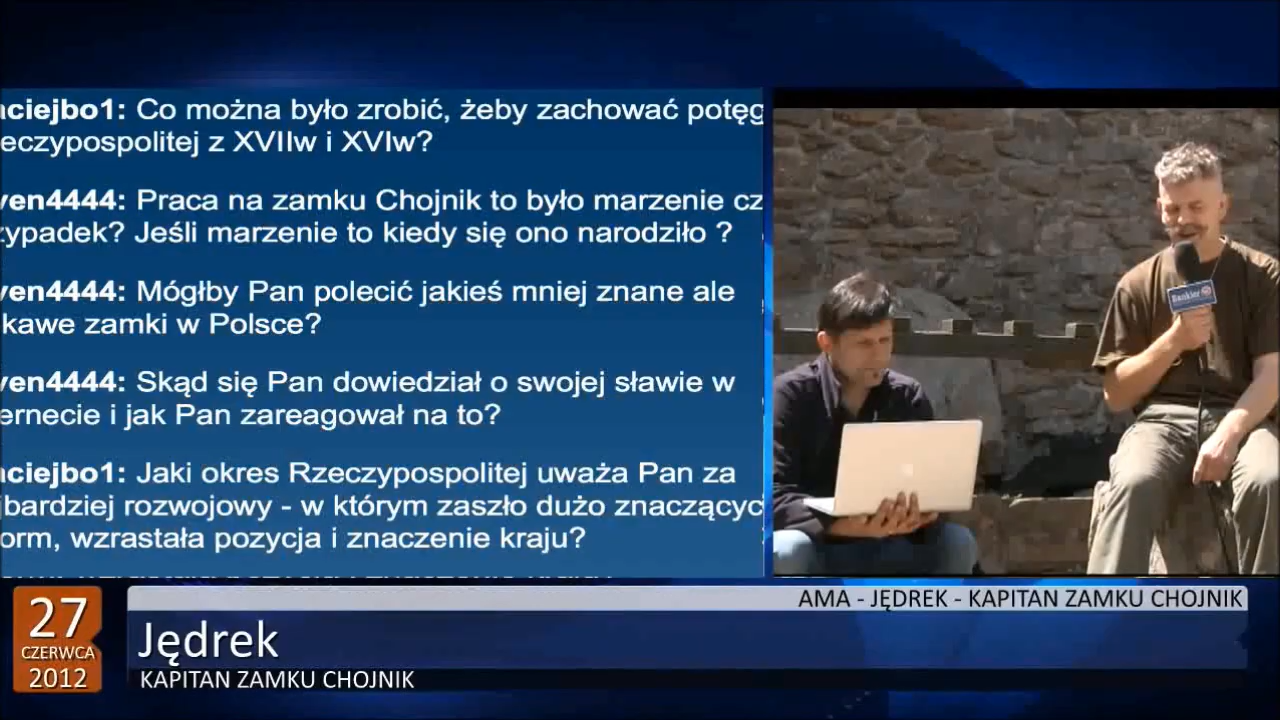 aciejbo1: Co można było zrobić, żeby zachować potęg
eczypospolitej z XVIIw i XVIw?
ven4444: Praca na zamku Chojnik to było marzenie cz
zypadek? Jeśli marzenie to kiedy się ono narodziło ?
ven4444: Mógłby Pan polecić jakieś mniej znane ale
kawe zamki w Polsce?
ven4444: Skąd się Pan dowiedział o swojej sławie w
ernecie i jak Pan zareagował na to?
aciejbo1: Jaki okres Rzeczypospolitej uważa Pan za
jbardziej rozwojowy - w którym zaszło dużo znaczącyc
orm, wzrastała pozycja i znaczenie kraju?
Bankier
AMA - JĘDREK - KAPITAN ZAMKU CHOJNIK
27
CZERWCA
2012
Jędrek
KAPITAN ZAMKU CHOJNIK